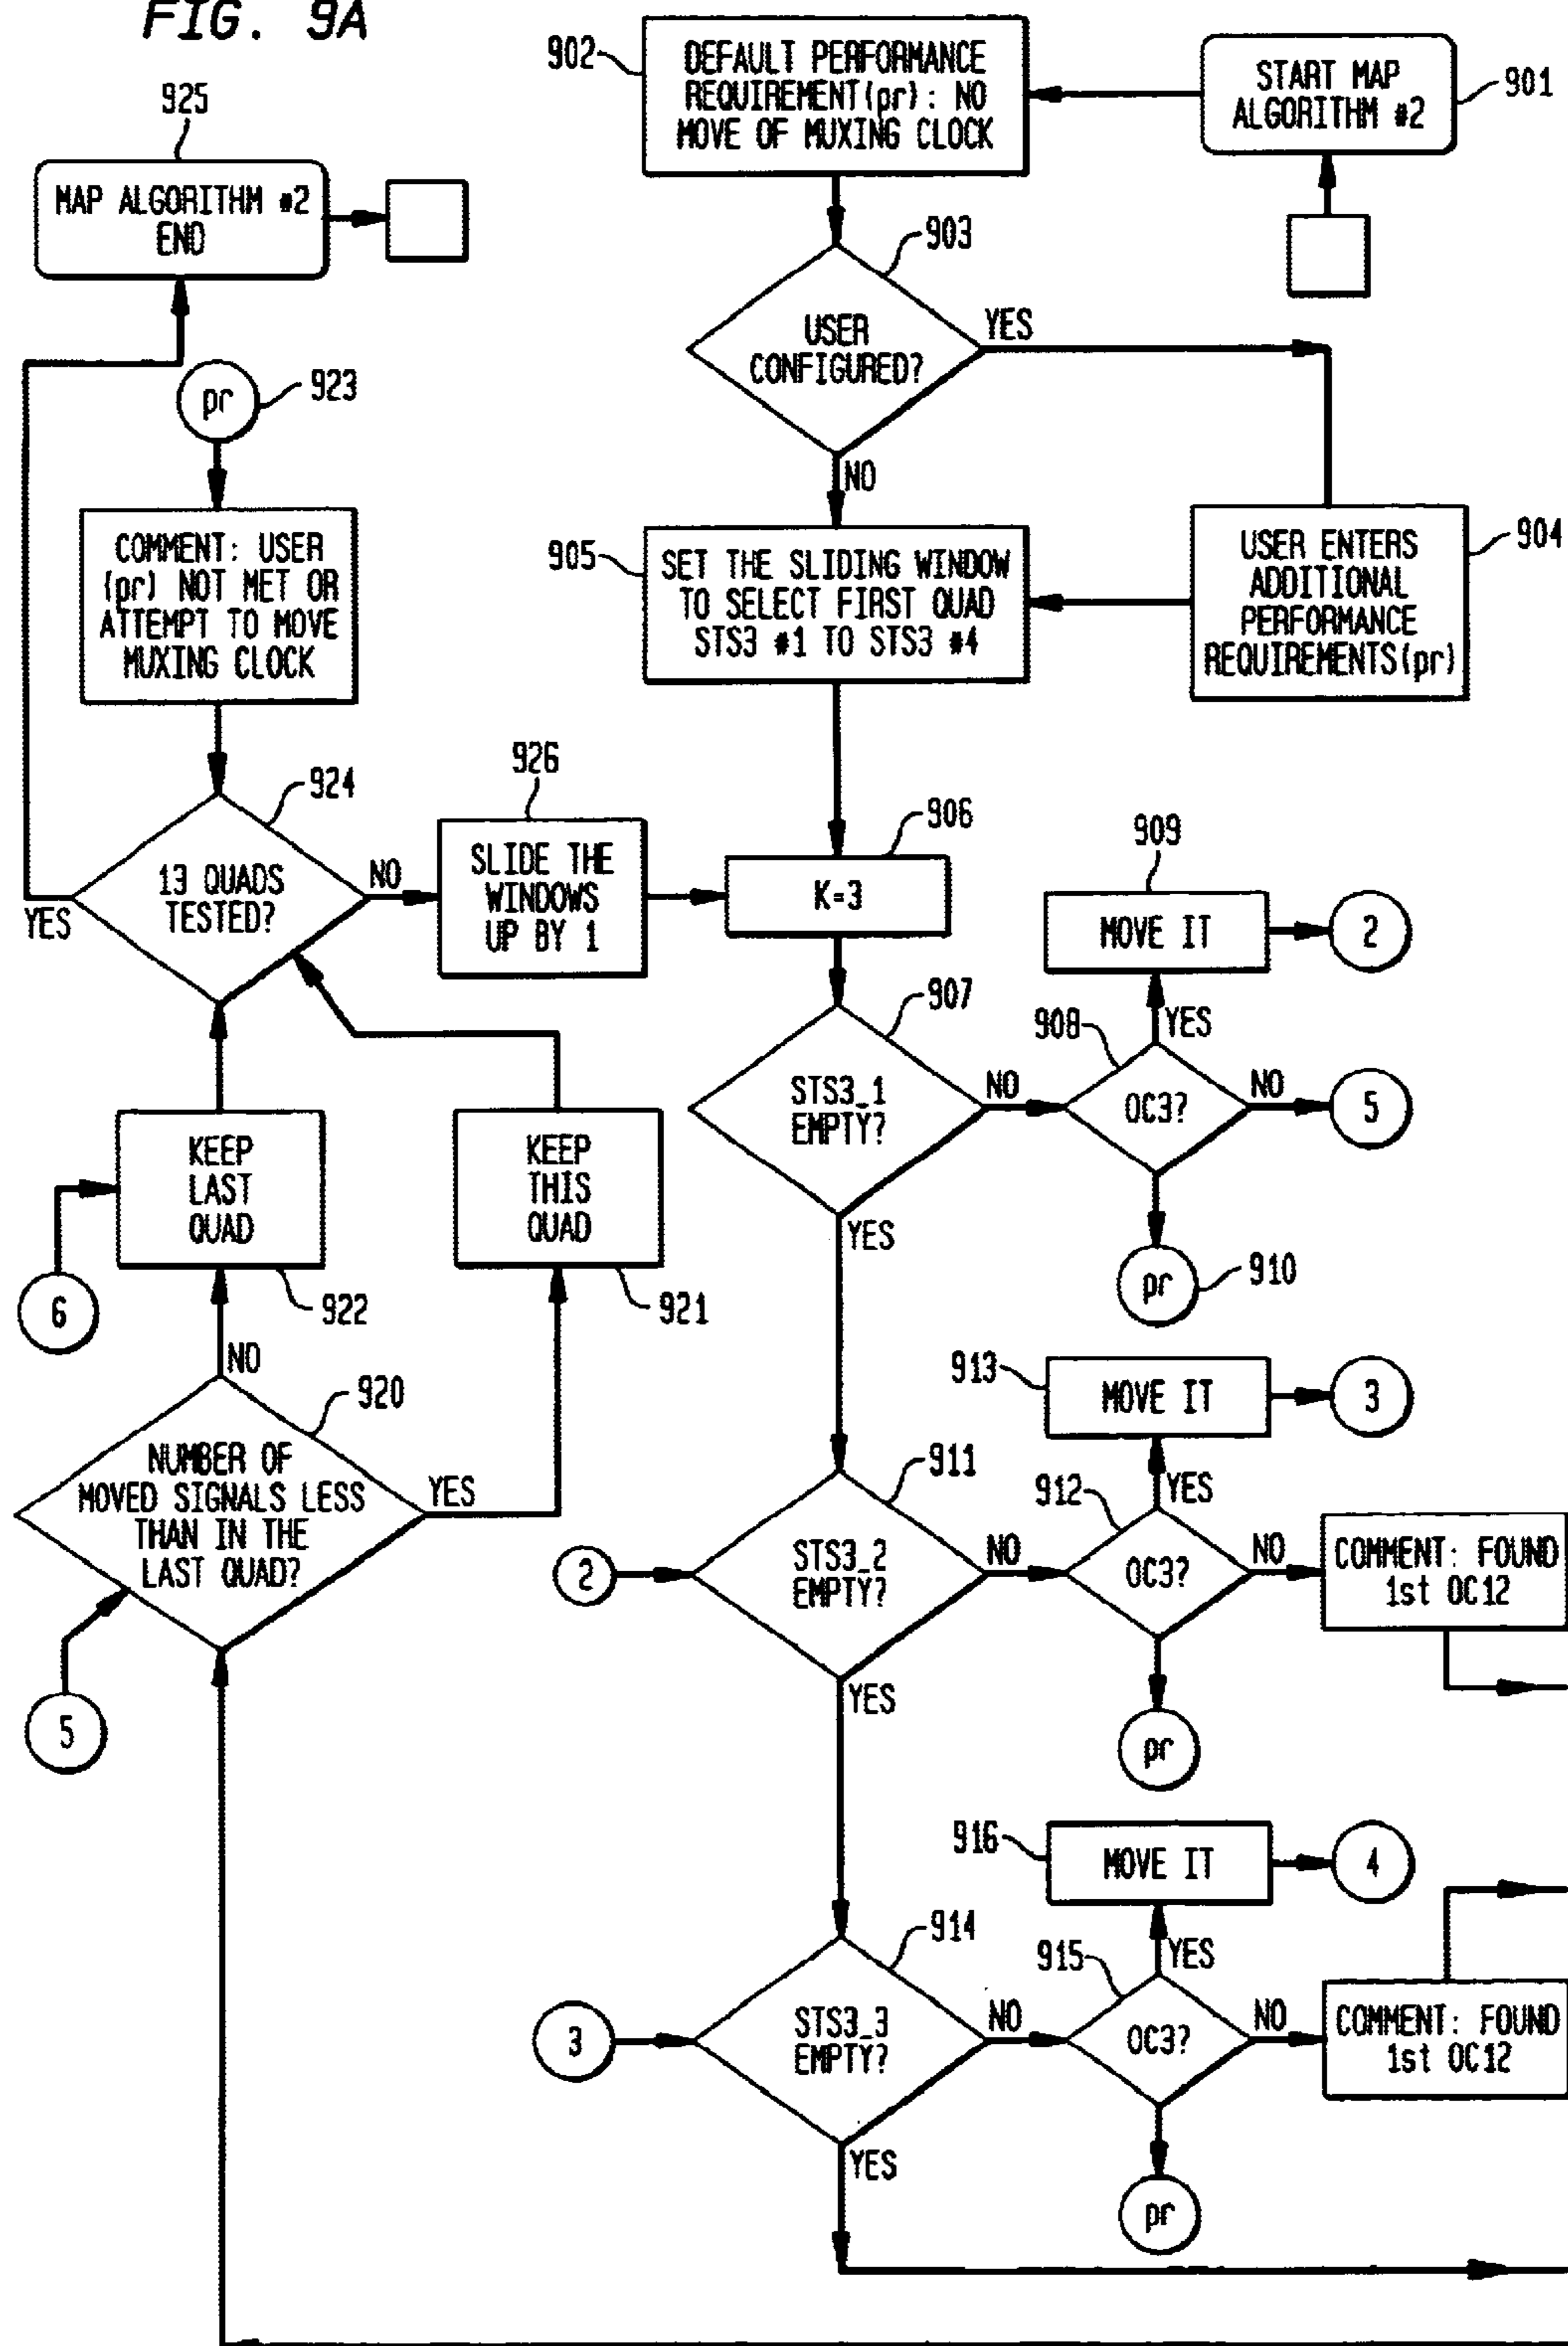 FIG. 9A
902
DEFAULT PERFORMANCE
REQUIREMENT(pr): NO
MOVE OF MUXING CLOCK
START MAP
ALGORITHM #2
901
925
MAP ALGORITHM #2
END
903
USER
CONFIGURED?
YES
NO
pr
923
COMMENT: USER
(pr) NOT MET OR
ATTEMPT TO MOVE
MUXING CLOCK
905
SET THE SLIDING WINDOW
TO SELECT FIRST QUAD
STS3 #1 TO STS3 #4
USER ENTERS
ADDITIONAL
PERFORMANCE
REQUIREMENTS(pr)
904
924
13 QUADS
TESTED?
YES
NO
926
SLIDE THE
WINDOWS
UP BY 1
906
K=3
909
MOVE IT
2
907
STS3_1
EMPTY?
NO
YES
908
OC3?
YES
NO
5
pr
910
KEEP
LAST
QUAD
922
KEEP
THIS
QUAD
921
6
NO
920
NUMBER OF
MOVED SIGNALS LESS
THAN IN THE
LAST QUAD?
YES
5
913
MOVE IT
3
911
2
STS3_2
EMPTY?
NO
YES
912
OC3?
YES
NO
COMMENT: FOUND
1st OC12
pr
916
MOVE IT
4
914
3
STS3_3
EMPTY?
NO
YES
915
OC3?
YES
NO
COMMENT: FOUND
1st OC12
pr